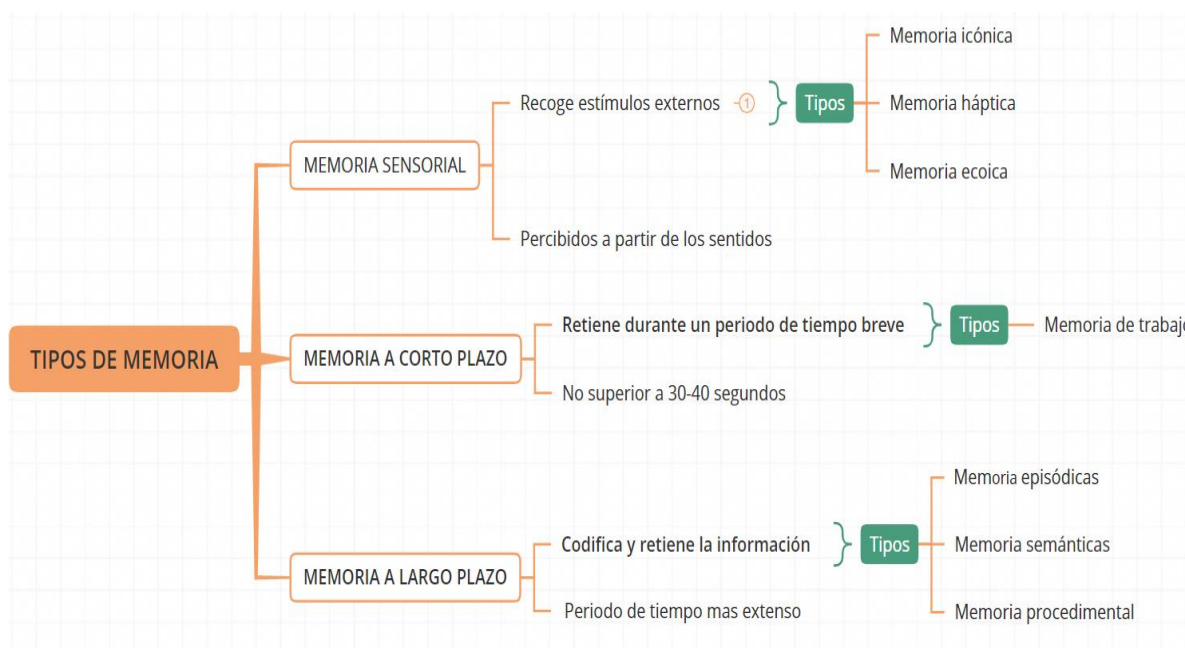 TIPOS DE MEMORIA
MEMORIA SENSORIAL
Recoge estímulos externos
1
Tipos
Memoria icónica
Memoria háptica
Memoria ecoica
Percibidos a partir de los sentidos
MEMORIA A CORTO PLAZO
Retiene durante un periodo de tiempo breve
Tipos
Memoria de trabajo
No superior a 30-40 segundos
MEMORIA A LARGO PLAZO
Codifica y retiene la información
Tipos
Memoria episódicas
Memoria semánticas
Memoria procedimental
Periodo de tiempo mas extenso